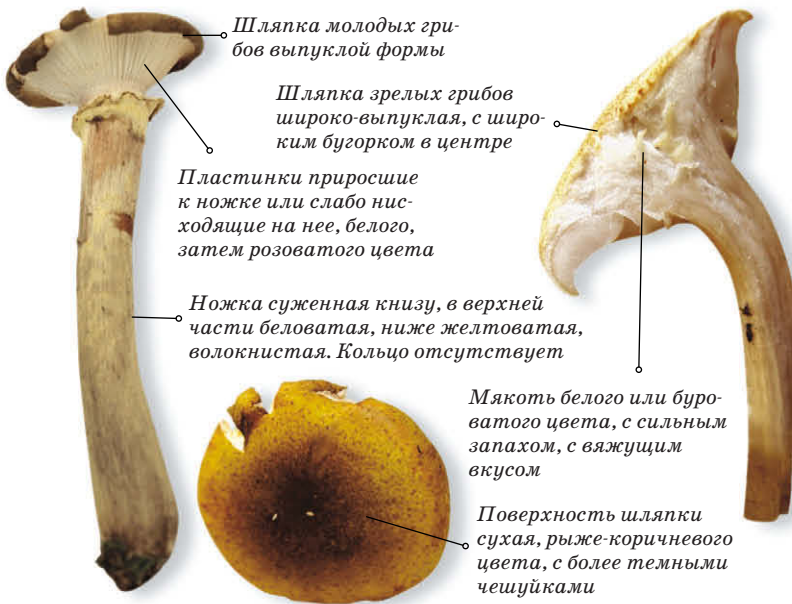 Шляпка молодых гри-
бов выпуклой формы
Шляпка зрелых грибов
широко-выпуклая, с широ-
ким бугорком в центре
Пластинки приросшие
к ножке или слабо нис-
ходящие на нее, белого,
затем розоватого цвета
Ножка суженная книзу, в верхней
части беловатая, ниже желтоватая,
волокнистая. Кольцо отсутствует
Мякоть белого или буро-
ватого цвета, с сильным
запахом, с вяжущим
вкусом
Поверхность шляпки
сухая, рыже-коричневого
цвета, с более темными
чешуйками